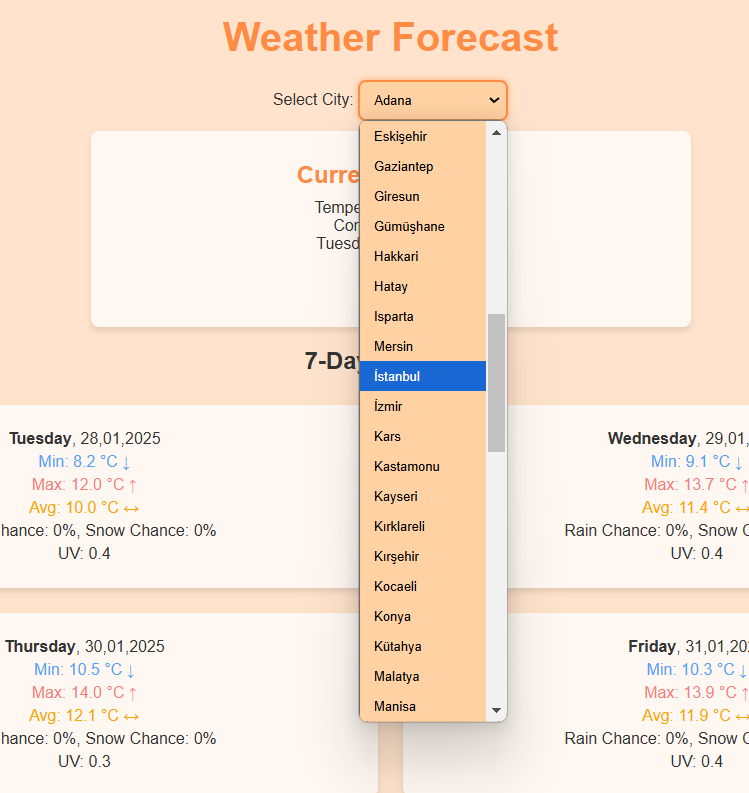 Weather Forecast
Select City: Adana
Eskişehir
Gaziantep
Giresun
Gümüşhane
Hakkari
Hatay
Isparta
Mersin
İstanbul
İzmir
Kars
Kastamonu
Kayseri
Kırklareli
Kırşehir
Kocaeli
Konya
Kütahya
Malatya
Manisa
7-Day
Tuesday, 28,01,2025
Min: 8.2 °C ↓
Max: 12.0 °C ↑
Avg: 10.0 °C ↔
hance: 0%, Snow Chance: 0%
UV: 0.4
Wednesday, 29,01,
Min: 9.1 °C ↓
Max: 13.7 °C ↑
Avg: 11.4 °C ↔
Rain Chance: 0%, Snow
UV: 0.4
Thursday, 30,01,2025
Min: 10.5 °C ↓
Max: 14.0 °C ↑
Avg: 12.1 °C ↔
hance: 0%, Snow Chance: 0%
UV: 0.3
Friday, 31,01,
Min: 10.3 °C ↓
Max: 13.9 °C ↑
Avg: 11.9 °C ↔
Rain Chance: 0%, Snow
UV: 0.4